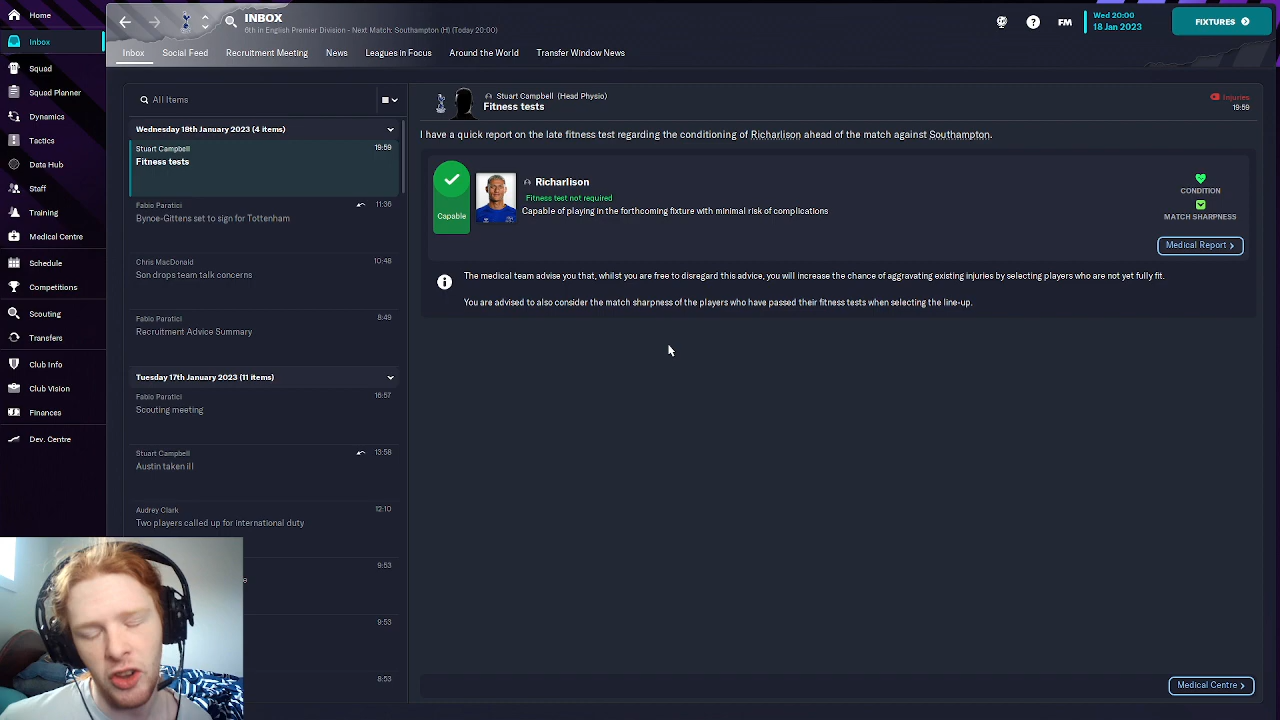 Home
Inbox
Squad
Squad Planner
Dynamics
Tactics
Data Hub
Staff
Training
Medical Centre
Schedule
Competitions
Scouting
Transfers
Club Info
Club Vision
Finances
Dev. Centre
INBOX
6th in English Premier Division - Next Match: Southampton (H) (Today 20:00)
FM
Wed 20:00
18 Jan 2023
FIXTURES
Inbox
Social Feed
Recruitment Meeting
News
Leagues in Focus
Around the World
Transfer Window News
All Items
Wednesday 18th January 2023 (4 items)
Stuart Campbell 19:59
Fitness tests
Fabio Paratici 11:36
Bynoe-Gittens set to sign for Tottenham
Chris MacDonald 10:48
Son drops team talk concerns
Fabio Paratici 8:49
Recruitment Advice Summary
Tuesday 17th January 2023 (11 items)
Fabio Paratici 16:57
Scouting meeting
Stuart Campbell 13:58
Austin taken ill
Audrey Clark 12:10
Two players called up for international duty
9:53
9:53
8:53
Stuart Campbell (Head Physio)
Fitness tests
Injuries
19:59
I have a quick report on the late fitness test regarding the conditioning of Richarlison ahead of the match against Southampton.
Capable
Richarlison
Fitness test not required
Capable of playing in the forthcoming fixture with minimal risk of complications
CONDITION
MATCH SHARPNESS
Medical Report
The medical team advise you that, whilst you are free to disregard this advice, you will increase the chance of aggravating existing injuries by selecting players who are not yet fully fit.
You are advised to also consider the match sharpness of the players who have passed their fitness tests when selecting the line-up.
Medical Centre